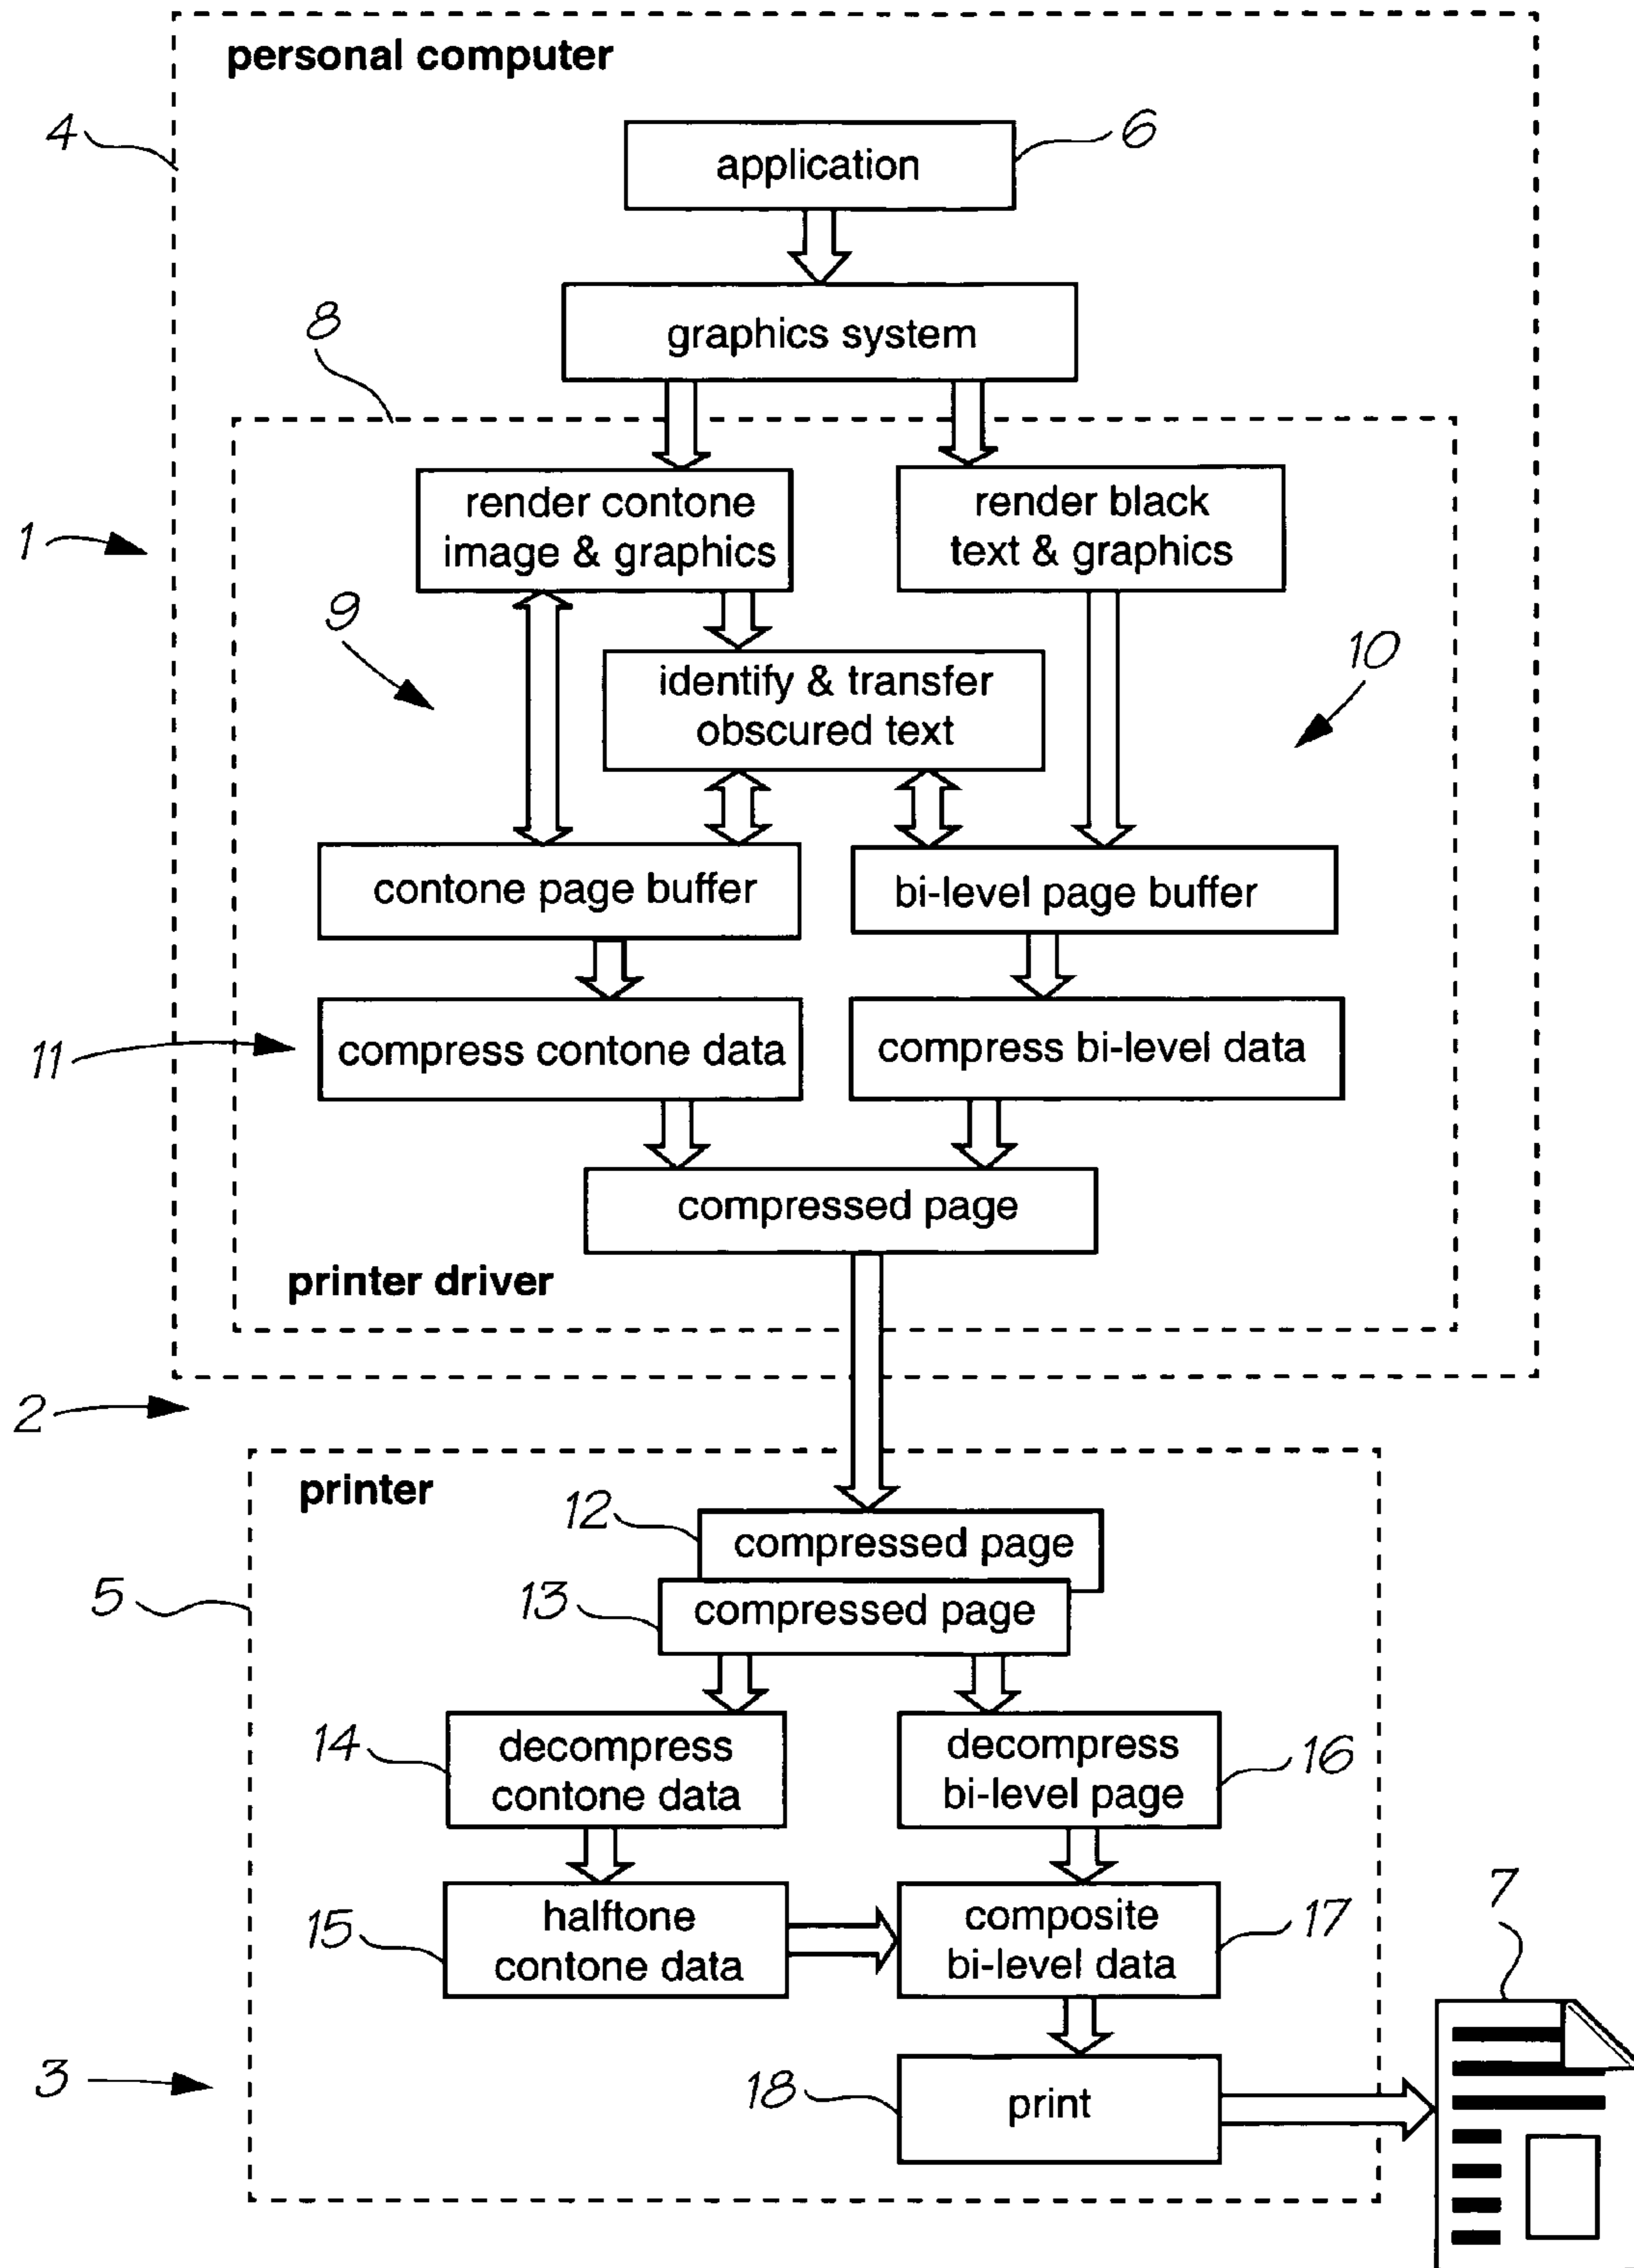 personal computer
4
6
application
8
graphics system
1
render contone
image & graphics
render black
text & graphics
9
10
identify & transfer
obscured text
contone page buffer
bi-level page buffer
11
compress contone data
compress bi-level data
compressed page
printer driver
2
printer
12
compressed page
5
13
compressed page
14
decompress
contone data
decompress
bi-level page
16
15
halftone
contone data
composite
bi-level data
17
7
3
18
print